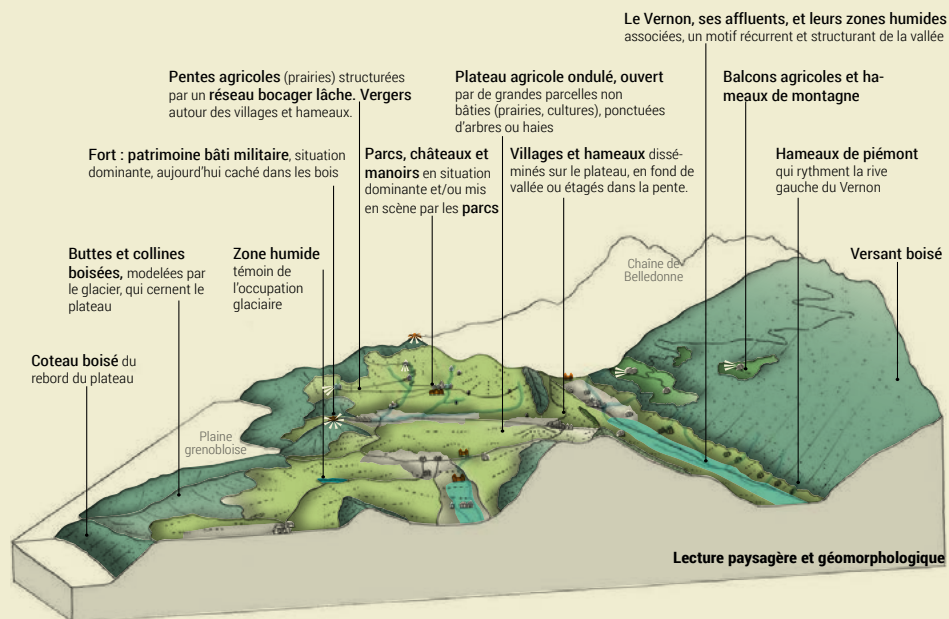 Le Vernon, ses affluents, et leurs zones humides
associées, un motif récurrent et structurant de la vallée
Pentes agricoles (prairies) structurées
par un réseau bocager lâche. Vergers
autour des villages et hameaux.
Plateau agricole ondulé, ouvert
par de grandes parcelles non
bâties (prairies, cultures), ponctuées
d'arbres ou haies
Balcons agricoles et ha-
meaux de montagne
Fort : patrimoine bâti militaire, situation
dominante, aujourd'hui caché dans les bois
Parcs, châteaux et
manoirs en situation
dominante et/ou mis
en scène par les parcs
Villages et hameaux dissé-
minés sur le plateau, en fond de
vallée ou étagés dans la pente.
Hameaux de piémont
qui rythment la rive
gauche du Vernon
Buttes et collines
boisées, modelées par
le glacier, qui cernent le
plateau
Zone humide
témoin de
l'occupation
glaciaire
Chaîne de
Belledonne
Versant boisé
Coteau boisé du
rebord du plateau
Plaine
grenobloise
Lecture paysagère et géomorphologique